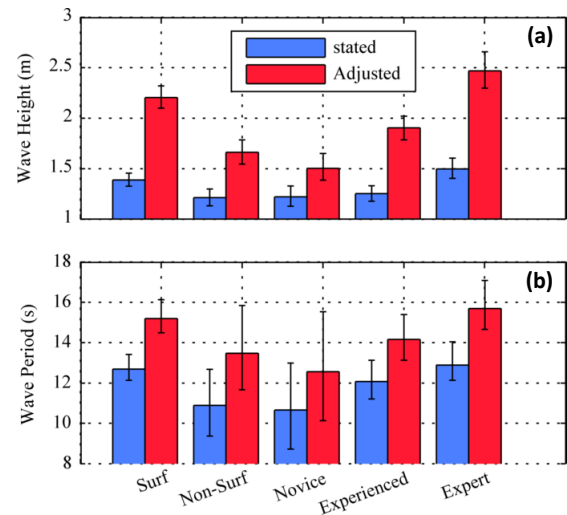 3
2.5
2
1.5
1
Wave Height (m)
(a)
stated
Adjusted
18
16
14
12
10
8
Wave Period (s)
(b)
Surf
Non-Surf
Novice
Experienced
Expert